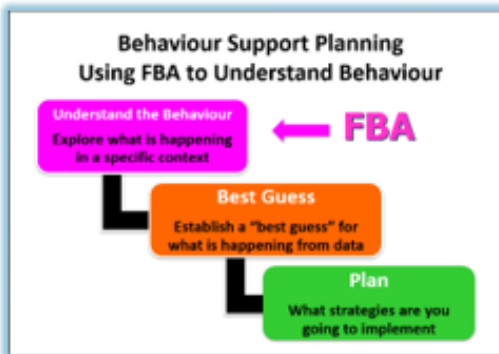 Behaviour Support Planning
Using FBA to Understand Behaviour
Understand the Behaviour
Explore what is happening
in a specific context
FBA
Best Guess
Establish a "best guess" for
what is happening from data
Plan
What strategies are you
going to implement